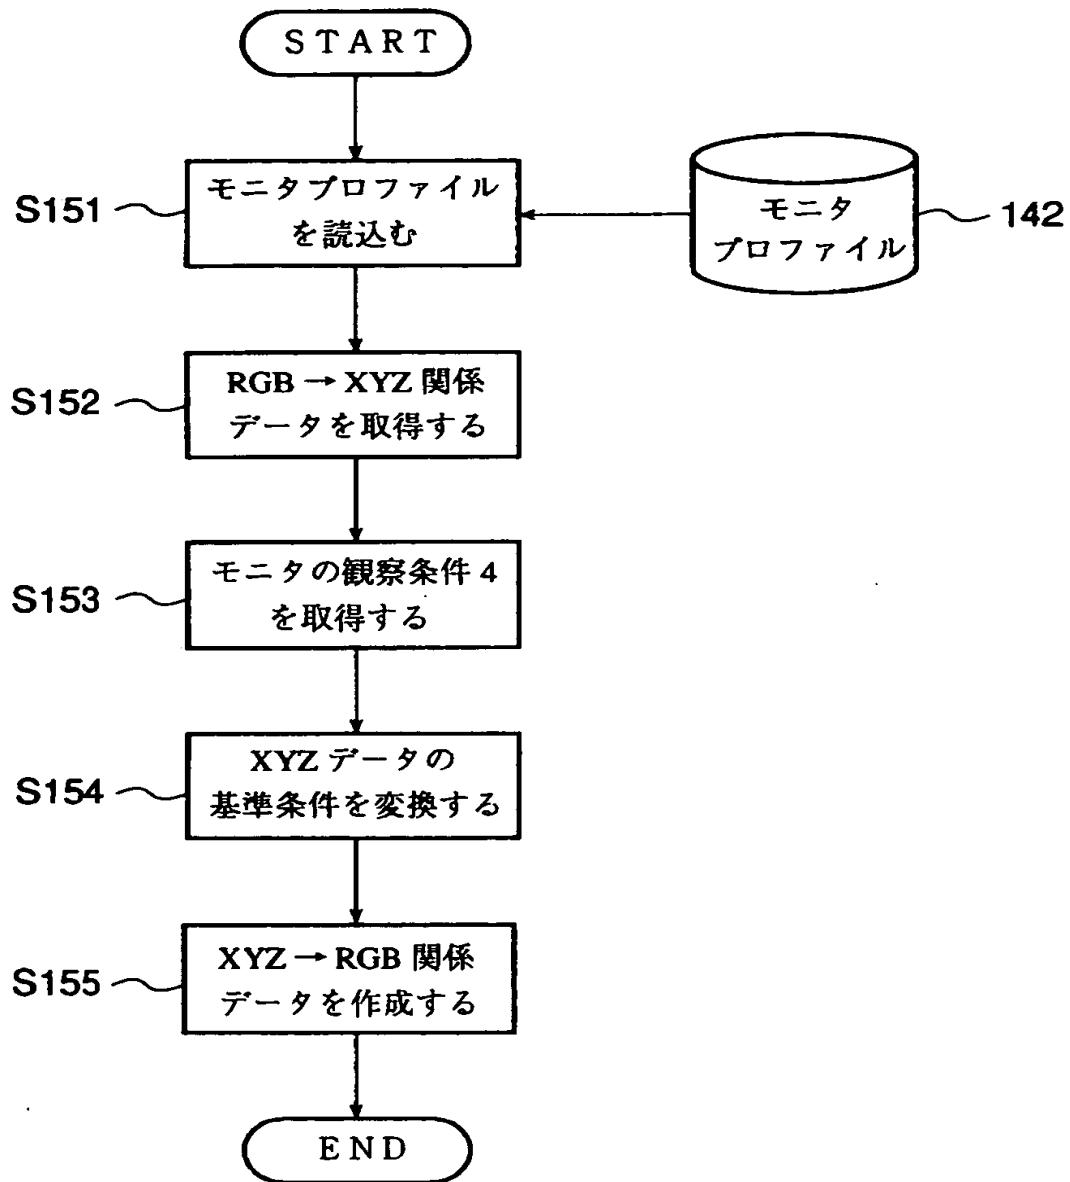 START
S151
モニタプロファイル
を読込む
モニタ
プロファイル
142
S152
RGB → XYZ 関係
データを取得する
S153
モニタの観察条件 4
を取得する
S154
XYZ データの
基準条件を変換する
S155
XYZ → RGB 関係
データを作成する
END